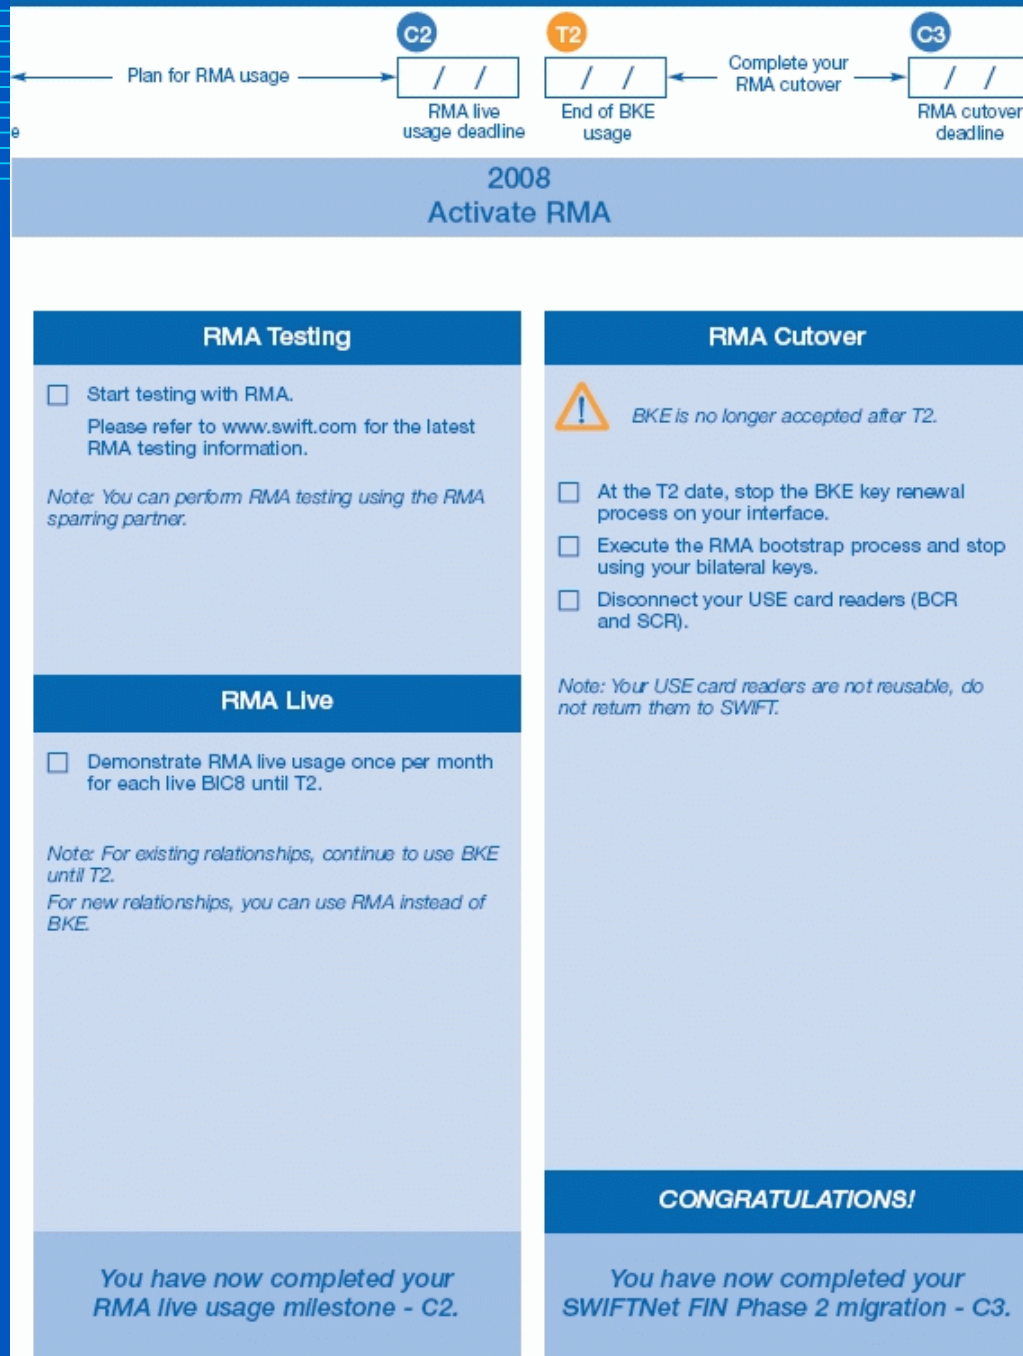 C2
T2
C3
Plan for RMA usage
/ /
/ /
Complete your
RMA cutover
/ /
RMA live
usage deadline
End of BKE
usage
RMA cutover
deadline
e
2008
Activate RMA
RMA Testing
Start testing with RMA.
Please refer to www.swift.com for the latest
RMA testing information.
Note: You can perform RMA testing using the RMA
sparring partner.
RMA Live
Demonstrate RMA live usage once per month
for each live BIC8 until T2.
Note: For existing relationships, continue to use BKE
until T2.
For new relationships, you can use RMA instead of
BKE.
You have now completed your
RMA live usage milestone - C2.
RMA Cutover
!
BKE is no longer accepted after T2.
At the T2 date, stop the BKE key renewal
process on your interface.
Execute the RMA bootstrap process and stop
using your bilateral keys.
Disconnect your USE card readers (BCR
and SCR).
Note: Your USE card readers are not reusable, do
not return them to SWIFT.
CONGRATULATIONS!
You have now completed your
SWIFTNet FIN Phase 2 migration - C3.